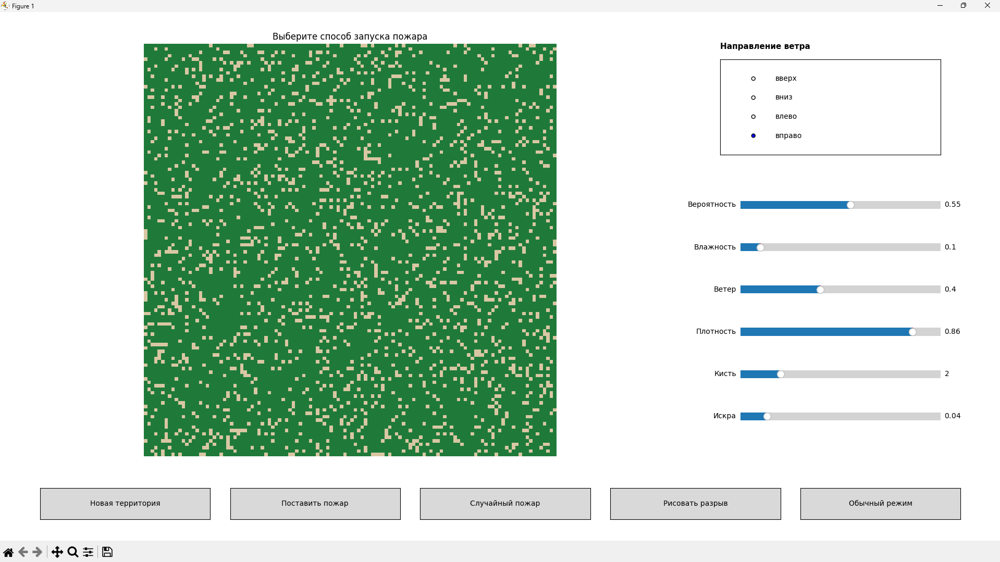 Figure 1
Выберите способ запуска пожара
Направление ветра
вверх
вниз
влево
вправо
Вероятность 0.55
Влажность 0.1
Ветер 0.4
Плотность 0.86
Кисть 2
Искра 0.04
Новая территория
Поставить пожар
Случайный пожар
Рисовать разрыв
Обычный режим